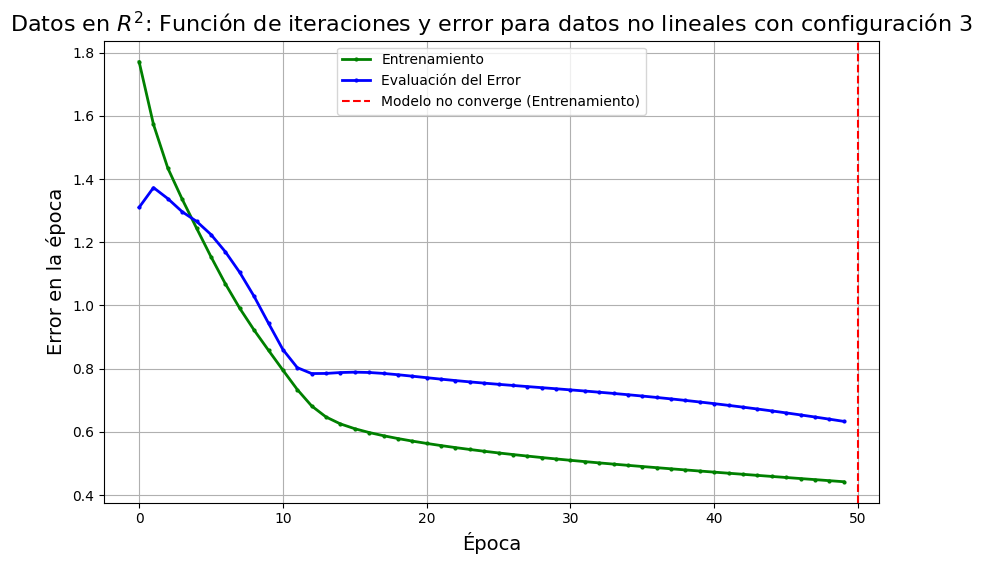 Datos en R²: Función de iteraciones y error para datos no lineales con configuración 3
Entrenamiento
Evaluación del Error
Modelo no converge (Entrenamiento)
Error en la época
1.8
1.6
1.4
1.2
1.0
0.8
0.6
0.4
0 10 20 30 40 50
Época